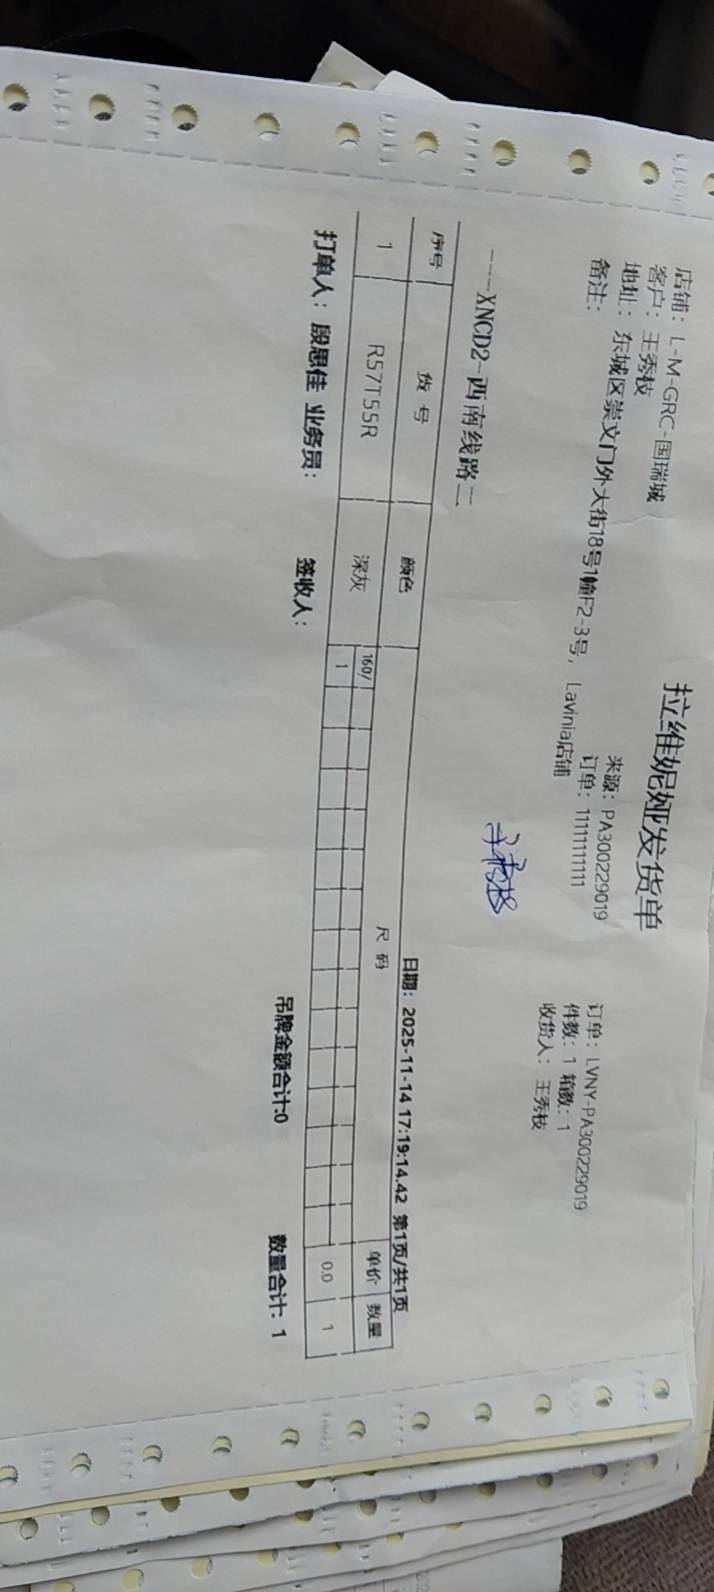 拉维妮娅发货单
店铺：L-M-GRC-国瑞城
来源：PA300229019
订单：LVNY-PA300229019
客户：王秀枝
订单：11111111111
件数：1 箱数：1
地址：东城区崇文门外大街18号1幢F2-3号，Lavinia店铺
收货人：王秀枝
备注：
---XNCD2-西南线路二
日期：2025-11-14 17:19:14.42 第1页/共1页
序号 货号 颜色 尺码 单价 数量
160/
1 R57T55R 深灰 1 0.0 1
吊牌金额合计:0 数量合计：1
打单人：段思佳 业务员： 签收人：